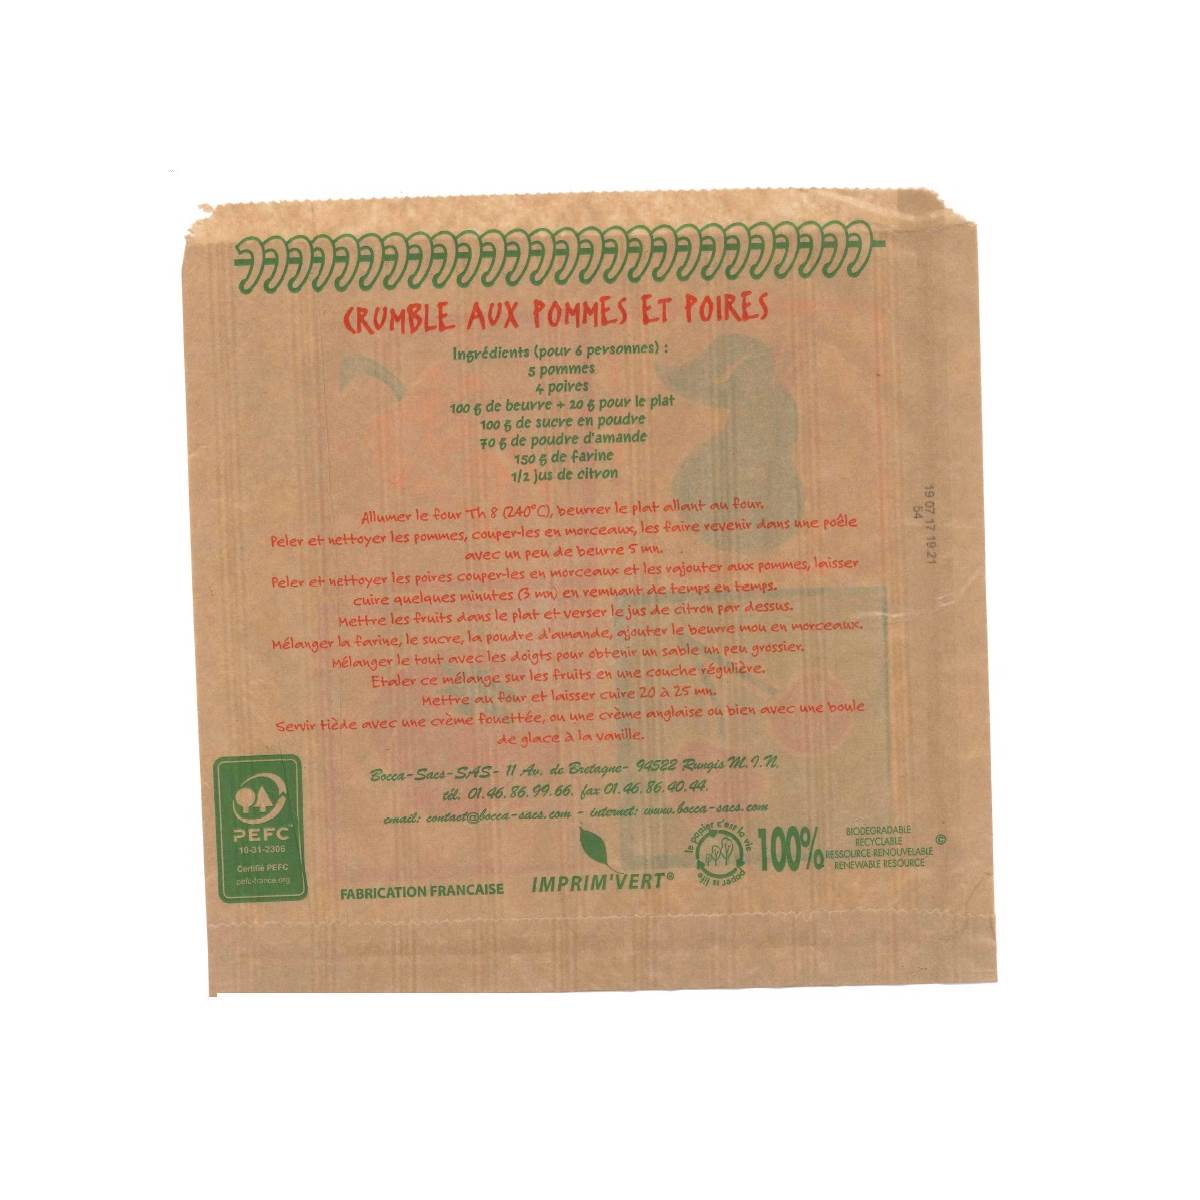 CRUMBLE AUX POMMES ET POIRES
Ingrédients (pour 6 personnes) :
5 pommes
4 poires
100 g de beurre + 20 g pour le plat
100 g de sucre en poudre
70 g de poudre d'amande
150 g de farine
1/2 jus de citron
Allumer le four Th 8 (240°C), beurrer le plat allant au four.
Peler et nettoyer les pommes, couper-les en morceaux, les faire revenir dans une poêle
avec un peu de beurre 5 mn.
Peler et nettoyer les poires couper-les en morceaux et les rajouter aux pommes, laisser
cuire quelques minutes (3 mn) en remuant de temps en temps.
Mettre les fruits dans le plat et verser le jus de citron par dessus.
Mélanger la farine, le sucre, la poudre d'amande, ajouter le beurre mou en morceaux.
Mélanger le tout avec les doigts pour obtenir un sable un peu grossier.
Etaler ce mélange sur les fruits en une couche régulière.
Mettre au four et laisser cuire 20 à 25 mn.
Servir tiède avec une crème fouettée, ou une crème anglaise ou bien avec une boule
de glace à la vanille.
Bocca-Sacs-SAS- 11 Av. de Bretagne- 94522 Rungis M.I.N.
tél. 01.46.86.99.66. fax 01.46.86.40.44.
email: contact@bocca-sacs.com - internet: www.bocca-sacs.com
PEFC™
10-31-2306
Certifié PEFC
pefc-france.org
FABRICATION FRANCAISE
IMPRIM'VERT®
le papier c'est la vie
paper is life
100%
BIODEGRADABLE
RECYCLABLE
RESSOURCE RENOUVELABLE
RENEWABLE RESOURCE
©
19 07 17 19 21
54